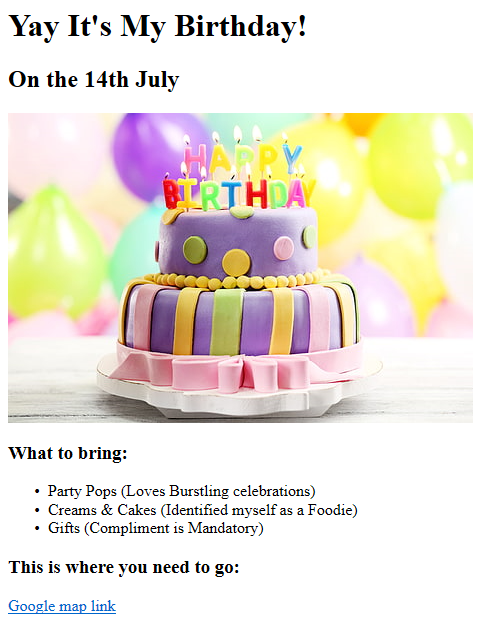 Yay It's My Birthday!
On the 14th July
HAPPY
BIRTHDAY
What to bring:
• Party Pops (Loves Burstling celebrations)
• Creams & Cakes (Identified myself as a Foodie)
• Gifts (Compliment is Mandatory)
This is where you need to go:
Google map link